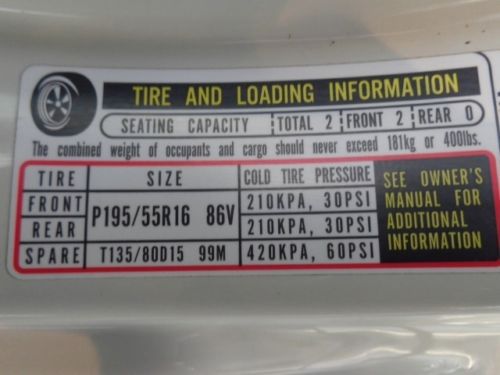 TIRE AND LOADING INFORMATION
SEATING CAPACITY TOTAL 2 FRONT 2 REAR 0
The combined weight of occupants and cargo should never exceed 181kg or 400lbs.
TIRE SIZE COLD TIRE PRESSURE
FRONT P195/55R16 86V 210KPA, 30PSI
REAR 210KPA, 30PSI
SPARE T135/80D15 99M 420KPA, 60PSI
SEE OWNER'S
MANUAL FOR
ADDITIONAL
INFORMATION